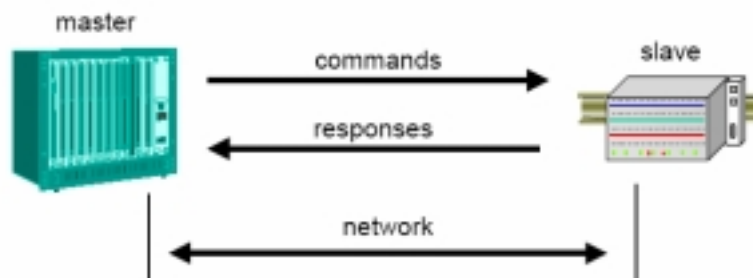 master
slave
commands
responses
network